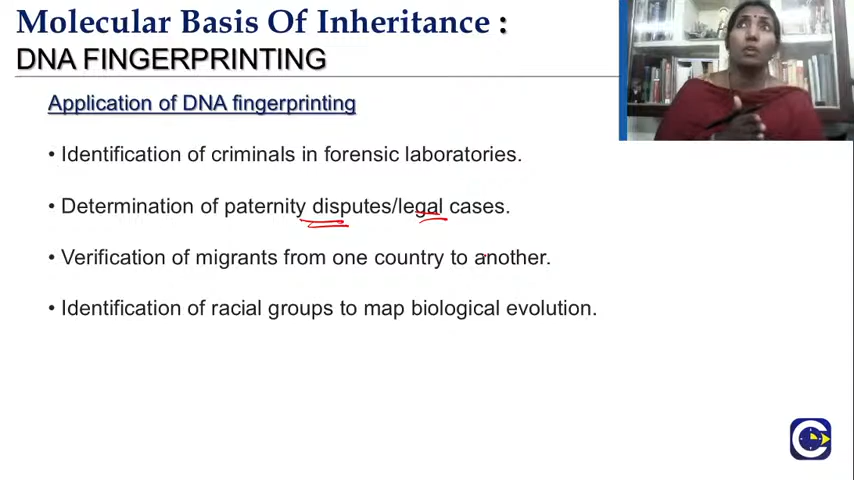 Molecular Basis Of Inheritance :
DNA FINGERPRINTING
Application of DNA fingerprinting
• Identification of criminals in forensic laboratories.
• Determination of paternity disputes/legal cases.
• Verification of migrants from one country to another.
• Identification of racial groups to map biological evolution.